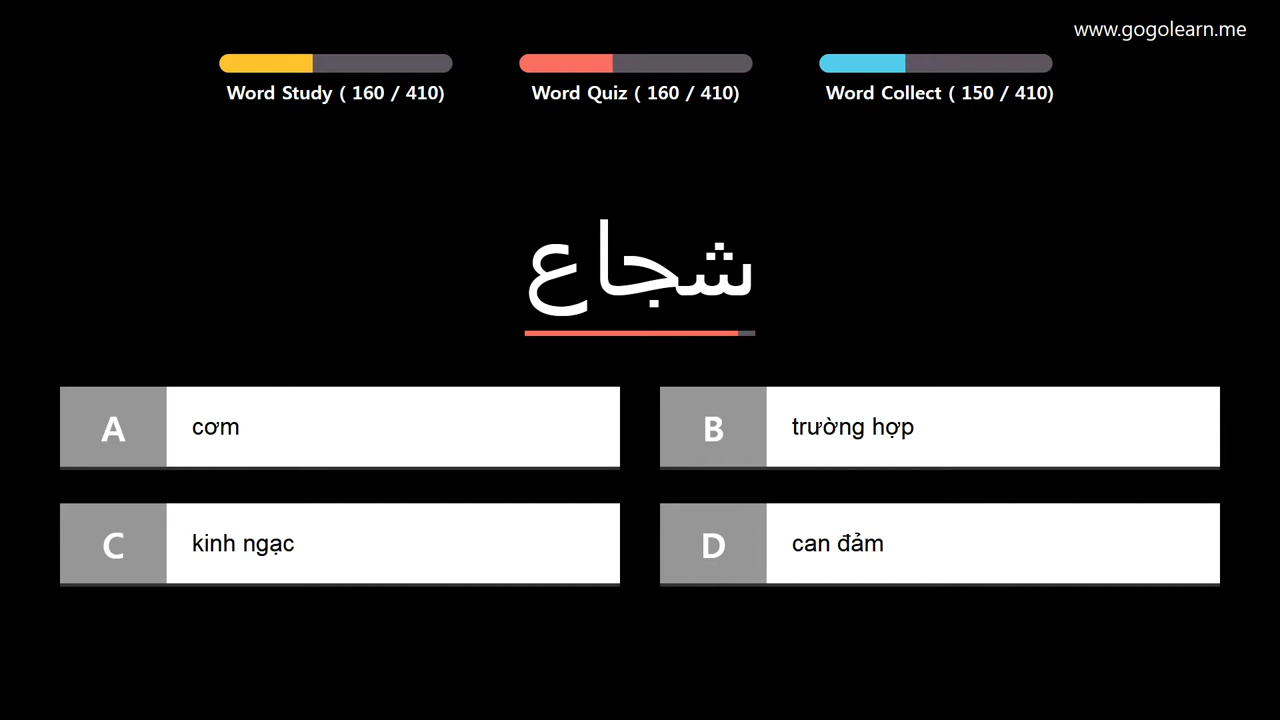 www.gogolearn.me
Word Study ( 160 / 410)
Word Quiz ( 160 / 410)
Word Collect ( 150 / 410)
شجاع
A cơm
B trường hợp
C kinh ngạc
D can đảm